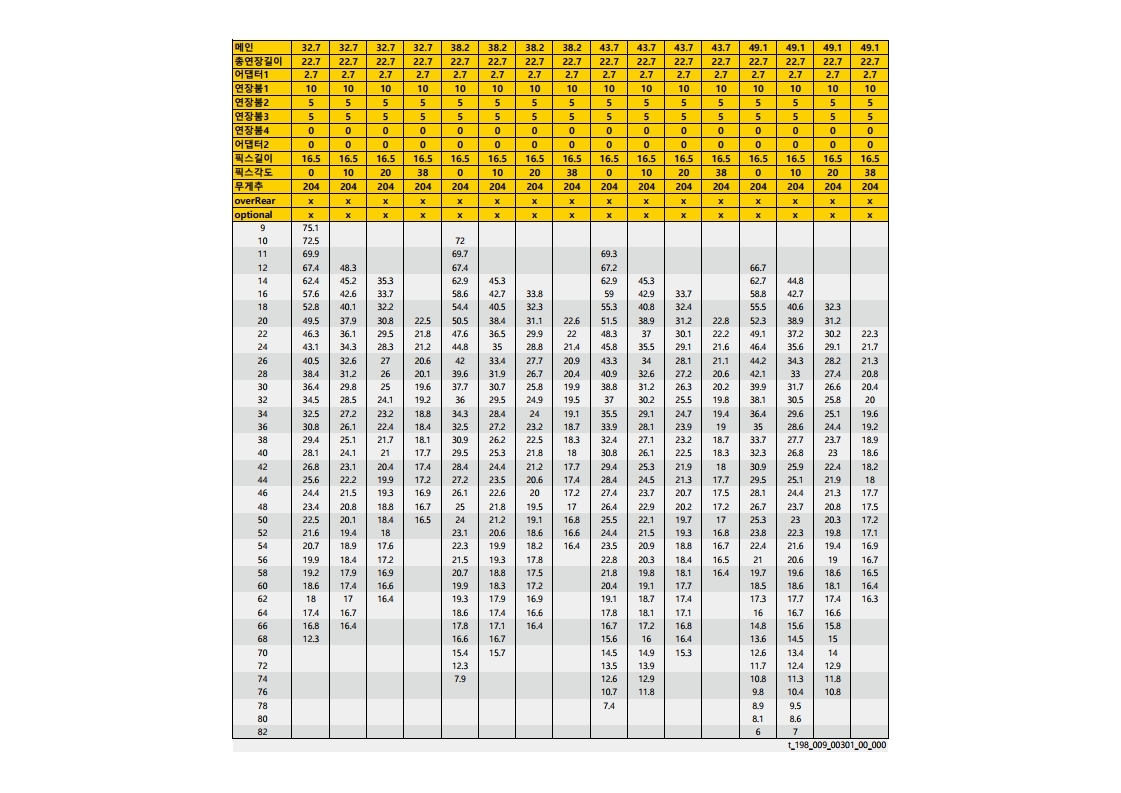 메인 32.7 32.7 32.7 32.7 38.2 38.2 38.2 38.2 43.7 43.7 43.7 43.7 49.1 49.1 49.1 49.1
총연장길이 22.7 22.7 22.7 22.7 22.7 22.7 22.7 22.7 22.7 22.7 22.7 22.7 22.7 22.7 22.7 22.7
어댑터1 2.7 2.7 2.7 2.7 2.7 2.7 2.7 2.7 2.7 2.7 2.7 2.7 2.7 2.7 2.7 2.7
연장붐1 10 10 10 10 10 10 10 10 10 10 10 10 10 10 10 10
연장붐2 5 5 5 5 5 5 5 5 5 5 5 5 5 5 5 5
연장붐3 5 5 5 5 5 5 5 5 5 5 5 5 5 5 5 5
연장붐4 0 0 0 0 0 0 0 0 0 0 0 0 0 0 0 0
어댑터2 0 0 0 0 0 0 0 0 0 0 0 0 0 0 0 0
픽스길이 16.5 16.5 16.5 16.5 16.5 16.5 16.5 16.5 16.5 16.5 16.5 16.5 16.5 16.5 16.5 16.5
픽스각도 0 10 20 38 0 10 20 38 0 10 20 38 0 10 20 38
무게추 204 204 204 204 204 204 204 204 204 204 204 204 204 204 204 204
overRear x x x x x x x x x x x x x x x x
optional x x x x x x x x x x x x x x x x
9 75.1
10 72.5 72
11 69.9 69.7 69.3
12 67.4 48.3 67.4 67.2 66.7
14 62.4 45.2 35.3 62.9 45.3 62.9 45.3 62.7 44.8
16 57.6 42.6 33.7 58.6 42.7 33.8 59 42.9 33.7 58.8 42.7
18 52.8 40.1 32.2 54.4 40.5 32.3 55.3 40.8 32.4 55.5 40.6 32.3
20 49.5 37.9 30.8 22.5 50.5 38.4 31.1 22.6 51.5 38.9 31.2 22.8 52.3 38.9 31.2
22 46.3 36.1 29.5 21.8 47.6 36.5 29.9 22 48.3 37 30.1 22.2 49.1 37.2 30.2 22.3
24 43.1 34.3 28.3 21.2 44.8 35 28.8 21.4 45.8 35.5 29.1 21.6 46.4 35.6 29.1 21.7
26 40.5 32.6 27 20.6 42 33.4 27.7 20.9 43.3 34 28.1 21.1 44.2 34.3 28.2 21.3
28 38.4 31.2 26 20.1 39.6 31.9 26.7 20.4 40.9 32.6 27.2 20.6 42.1 33 27.4 20.8
30 36.4 29.8 25 19.6 37.7 30.7 25.8 19.9 38.8 31.2 26.3 20.2 39.9 31.7 26.6 20.4
32 34.5 28.5 24.1 19.2 36 29.5 24.9 19.5 37 30.2 25.5 19.8 38.1 30.5 25.8 20
34 32.5 27.2 23.2 18.8 34.3 28.4 24 19.1 35.5 29.1 24.7 19.4 36.4 29.6 25.1 19.6
36 30.8 26.1 22.4 18.4 32.5 27.2 23.2 18.7 33.9 28.1 23.9 19 35 28.6 24.4 19.2
38 29.4 25.1 21.7 18.1 30.9 26.2 22.5 18.3 32.4 27.1 23.2 18.7 33.7 27.7 23.7 18.9
40 28.1 24.1 21 17.7 29.5 25.3 21.8 18 30.8 26.1 22.5 18.3 32.3 26.8 23 18.6
42 26.8 23.1 20.4 17.4 28.4 24.4 21.2 17.7 29.4 25.3 21.9 18 30.9 25.9 22.4 18.2
44 25.6 22.2 19.9 17.2 27.2 23.5 20.6 17.4 28.4 24.5 21.3 17.7 29.5 25.1 21.9 18
46 24.4 21.5 19.3 16.9 26.1 22.6 20 17.2 27.4 23.7 20.7 17.5 28.1 24.4 21.3 17.7
48 23.4 20.8 18.8 16.7 25 21.8 19.5 17 26.4 22.9 20.2 17.2 26.7 23.7 20.8 17.5
50 22.5 20.1 18.4 16.5 24 21.2 19.1 16.8 25.5 22.1 19.7 17 25.3 23 20.3 17.2
52 21.6 19.4 18 23.1 20.6 18.6 16.6 24.4 21.5 19.3 16.8 23.8 22.3 19.8 17.1
54 20.7 18.9 17.6 22.3 19.9 18.2 16.4 23.5 20.9 18.8 16.7 22.4 21.6 19.4 16.9
56 19.9 18.4 17.2 21.5 19.3 17.8 22.8 20.3 18.4 16.5 21 20.6 19 16.7
58 19.2 17.9 16.9 20.7 18.8 17.5 21.8 19.8 18.1 16.4 19.7 19.6 18.6 16.5
60 18.6 17.4 16.6 19.9 18.3 17.2 20.4 19.1 17.7 18.5 18.6 18.1 16.4
62 18 17 16.4 19.3 17.9 16.9 19.1 18.7 17.4 17.3 17.7 17.4 16.3
64 17.4 16.7 18.6 17.4 16.6 17.8 18.1 17.1 16 16.7 16.6
66 16.8 16.4 17.8 17.1 16.4 16.7 17.2 16.8 14.8 15.6 15.8
68 12.3 16.6 16.7 15.6 16 16.4 13.6 14.5 15
70 15.4 15.7 14.5 14.9 15.3 12.6 13.4 14
72 12.3 13.5 13.9 11.7 12.4 12.9
74 7.9 12.6 12.9 10.8 11.3 11.8
76 10.7 11.8 9.8 10.4 10.8
78 7.4 8.9 9.5
80 8.1 8.6
82 6 7
t_198_009_00301_00_000